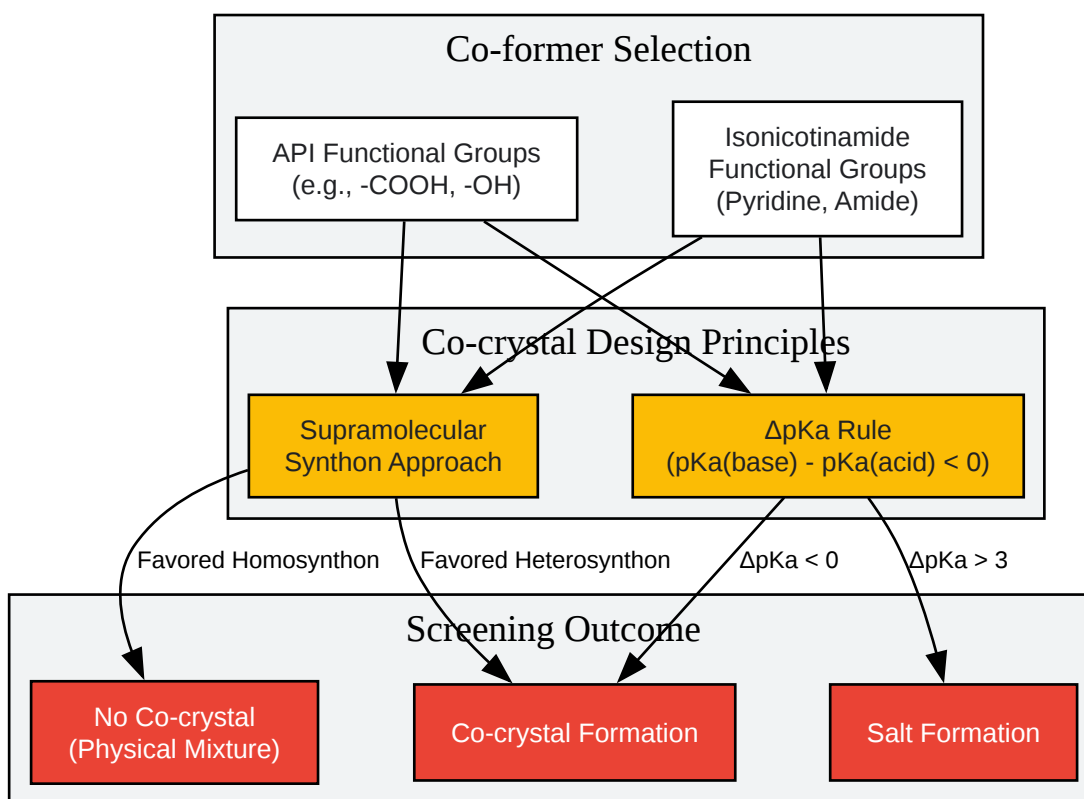 Co-former Selection
API Functional Groups
(e.g., -COOH, -OH)
Isonicotinamide
Functional Groups
(Pyridine, Amide)
Co-crystal Design Principles
Supramolecular
Synthon Approach
ΔpKa Rule
(pKa(base) - pKa(acid) < 0)
Favored Homosynthon
Favored Heterosynthon
ΔpKa < 0
ΔpKa > 3
Screening Outcome
No Co-crystal
(Physical Mixture)
Co-crystal Formation
Salt Formation